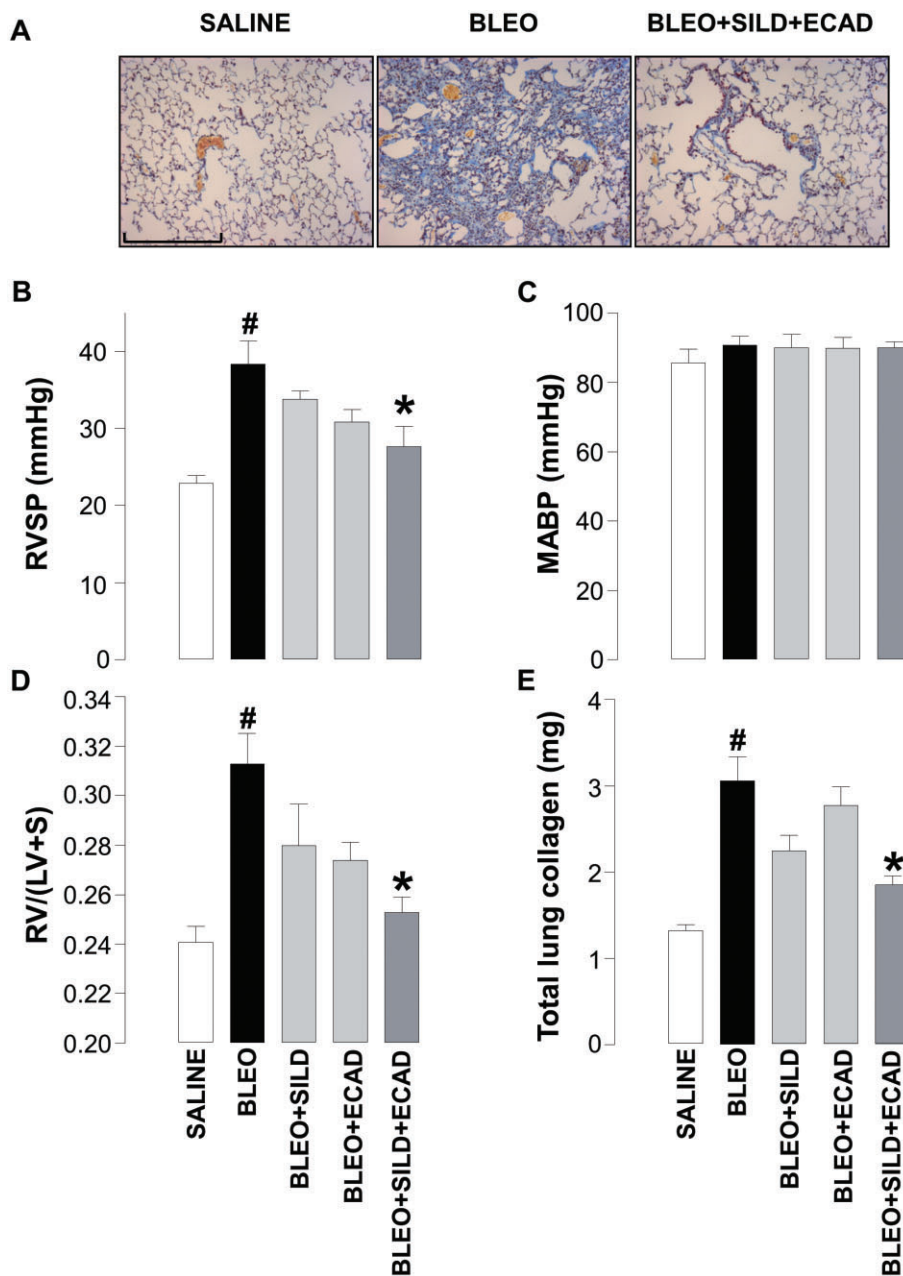 A
SALINE
BLEO
BLEO+SILD+ECAD
B
RVSP (mmHg)
40
30
20
10
0
#
*
C
MABP (mmHg)
100
80
60
40
20
0
D
RV/(LV+S)
0.34
0.32
0.30
0.28
0.26
0.24
0.22
0.20
#
*
SALINE
BLEO
BLEO+SILD
BLEO+ECAD
BLEO+SILD+ECAD
E
Total lung collagen (mg)
4
3
2
1
0
#
*
SALINE
BLEO
BLEO+SILD
BLEO+ECAD
BLEO+SILD+ECAD